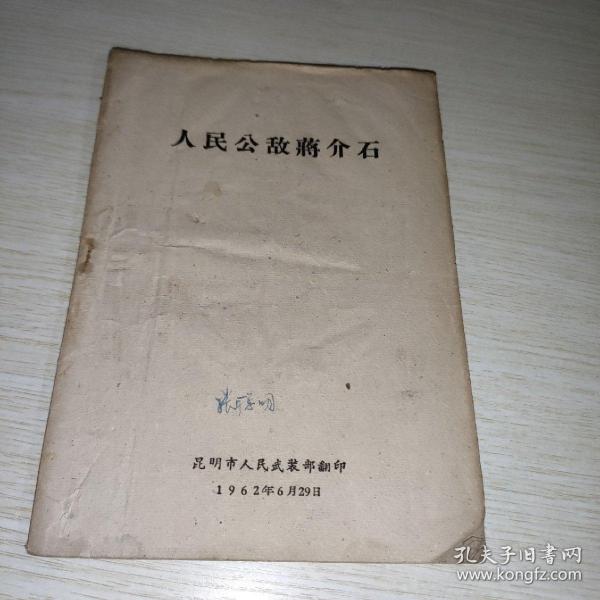 人民公敌蒋介石
昆明市人民武装部翻印
1962年6月29日
孔夫子旧书网
www.kongfz.com